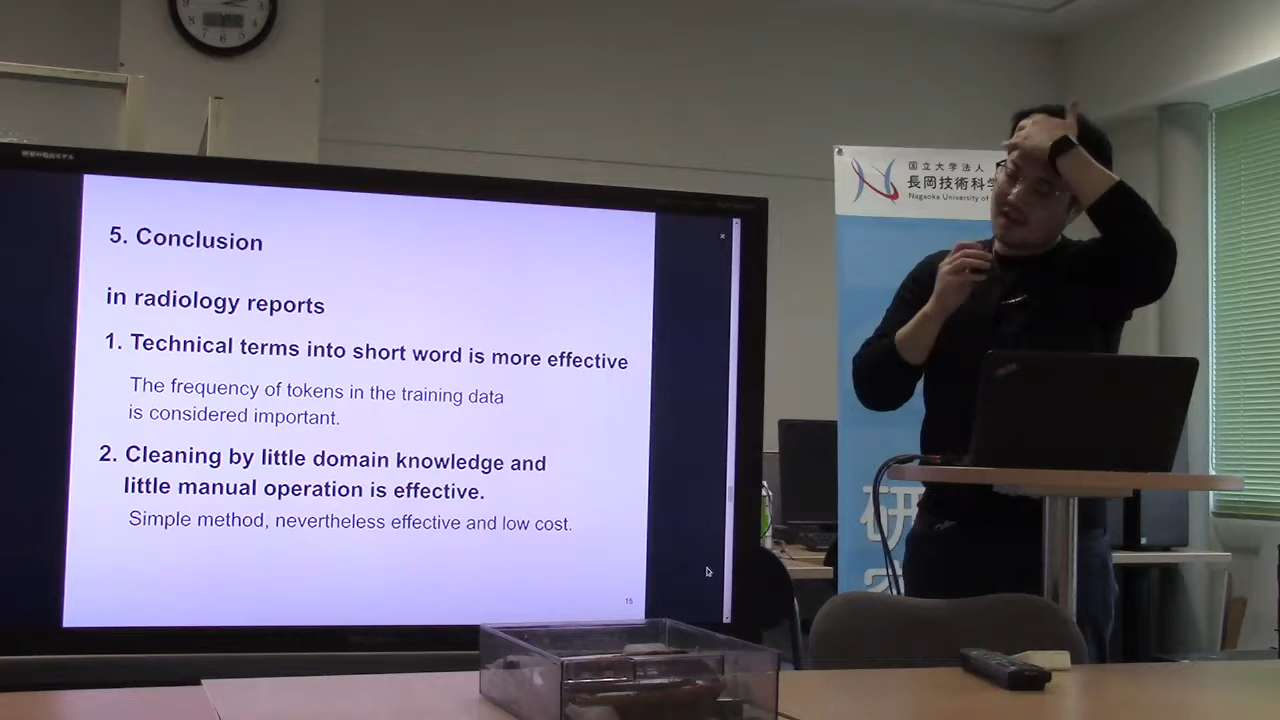 5. Conclusion
in radiology reports
1. Technical terms into short word is more effective
The frequency of tokens in the training data
is considered important.
2. Cleaning by little domain knowledge and
little manual operation is effective.
Simple method, nevertheless effective and low cost.
15
国立大学法人
長岡技術科学
Nagaoka University of
研